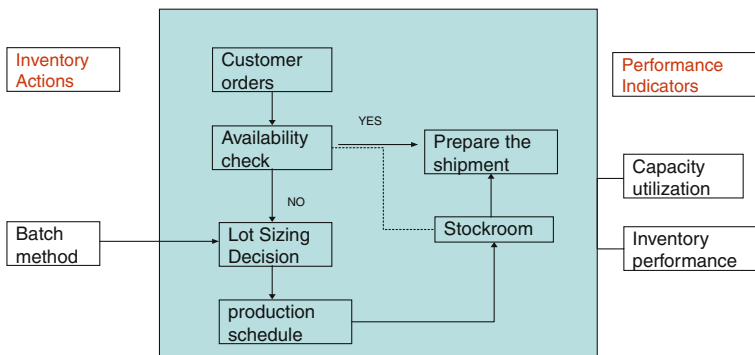 Inventory
Actions
Customer
orders
Performance
Indicators
YES
Availability
check
Prepare the
shipment
Capacity
utilization
NO
Batch
method
Lot Sizing
Decision
Stockroom
Inventory
performance
production
schedule